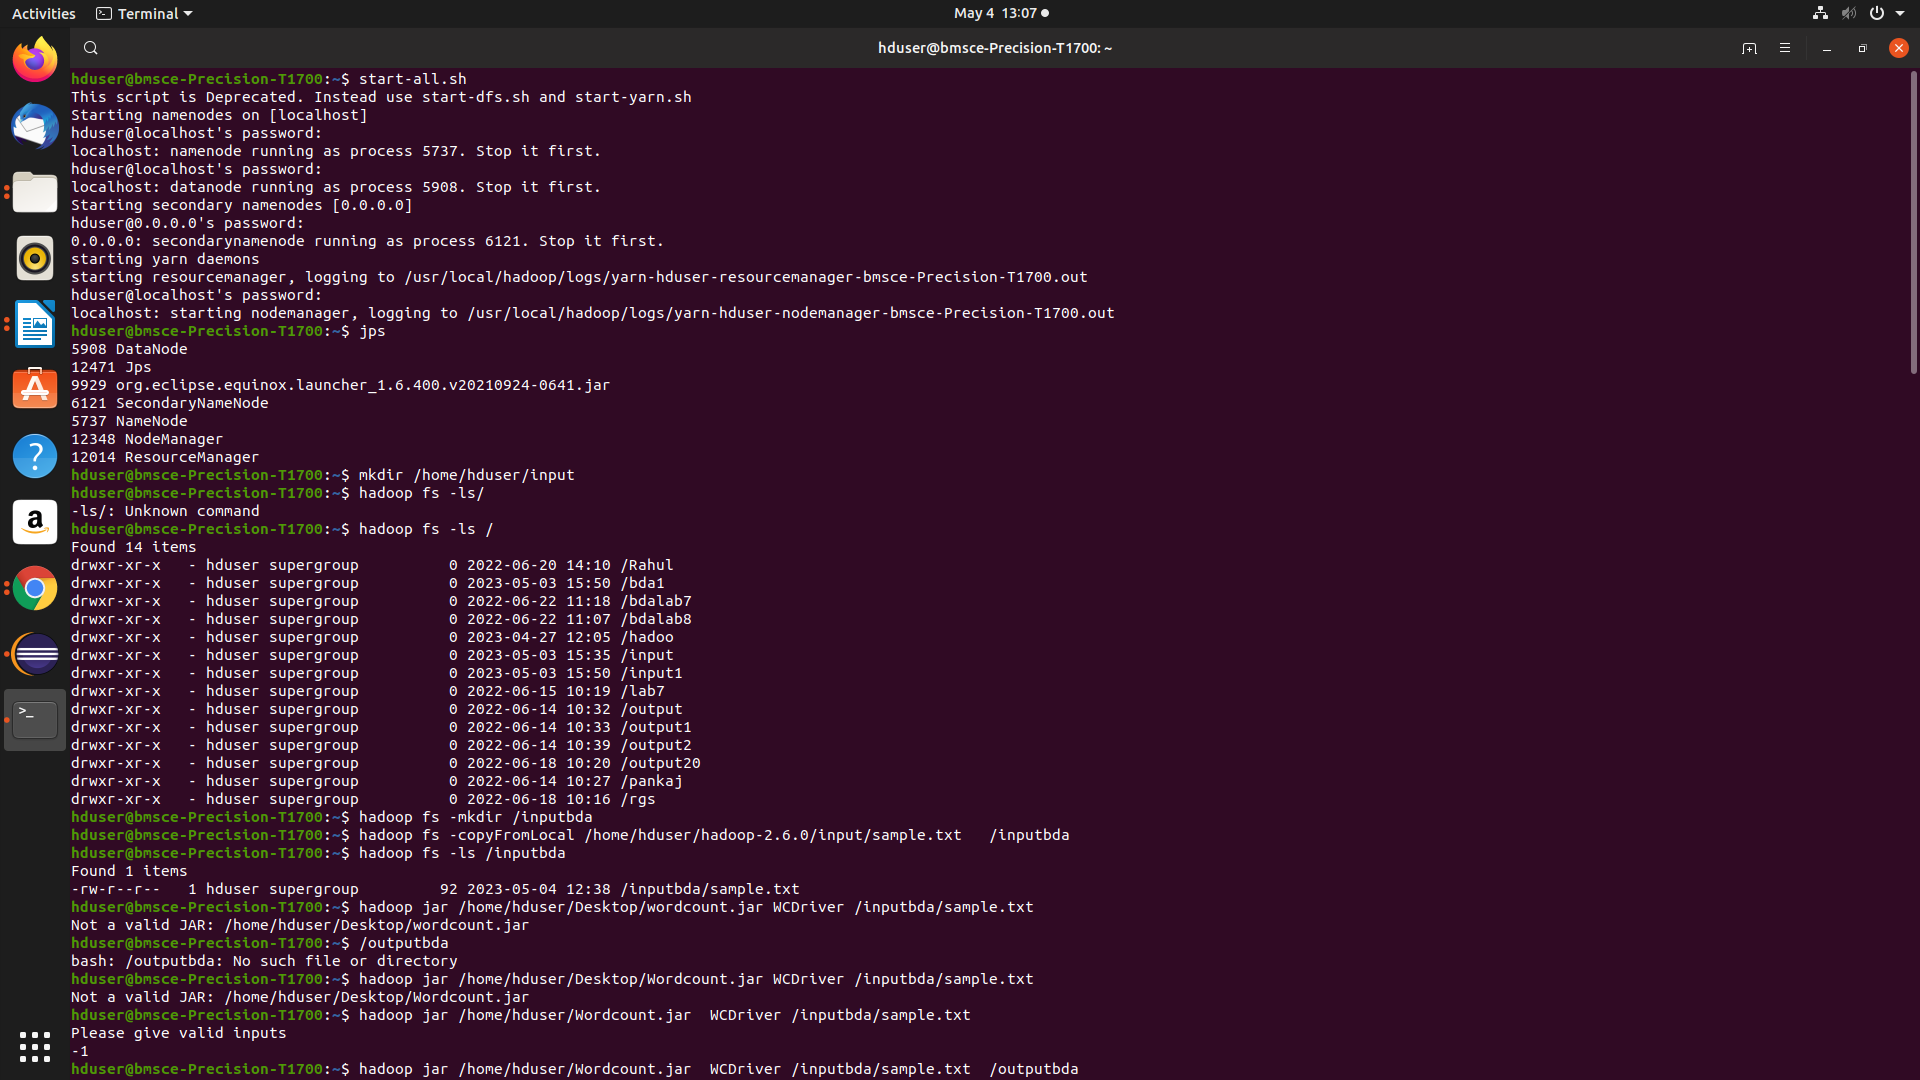 Activities Terminal May 4 13:07
hduser@bmsce-Precision-T1700: ~
hduser@bmsce-Precision-T1700:~$ start-all.sh
This script is Deprecated. Instead use start-dfs.sh and start-yarn.sh
Starting namenodes on [localhost]
hduser@localhost's password:
localhost: namenode running as process 5737. Stop it first.
hduser@localhost's password:
localhost: datanode running as process 5908. Stop it first.
Starting secondary namenodes [0.0.0.0]
hduser@0.0.0.0's password:
0.0.0.0: secondarynamenode running as process 6121. Stop it first.
starting yarn daemons
starting resourcemanager, logging to /usr/local/hadoop/logs/yarn-hduser-resourcemanager-bmsce-Precision-T1700.out
hduser@localhost's password:
localhost: starting nodemanager, logging to /usr/local/hadoop/logs/yarn-hduser-nodemanager-bmsce-Precision-T1700.out
hduser@bmsce-Precision-T1700:~$ jps
5908 DataNode
12471 Jps
9929 org.eclipse.equinox.launcher_1.6.400.v20210924-0641.jar
6121 SecondaryNameNode
5737 NameNode
12348 NodeManager
12014 ResourceManager
hduser@bmsce-Precision-T1700:~$ mkdir /home/hduser/input
hduser@bmsce-Precision-T1700:~$ hadoop fs -ls/
-ls/: Unknown command
hduser@bmsce-Precision-T1700:~$ hadoop fs -ls /
Found 14 items
drwxr-xr-x   - hduser supergroup          0 2022-06-20 14:10 /Rahul
drwxr-xr-x   - hduser supergroup          0 2023-05-03 15:50 /bda1
drwxr-xr-x   - hduser supergroup          0 2022-06-22 11:18 /bdalab7
drwxr-xr-x   - hduser supergroup          0 2022-06-22 11:07 /bdalab8
drwxr-xr-x   - hduser supergroup          0 2023-04-27 12:05 /hadoo
drwxr-xr-x   - hduser supergroup          0 2023-05-03 15:35 /input
drwxr-xr-x   - hduser supergroup          0 2023-05-03 15:50 /input1
drwxr-xr-x   - hduser supergroup          0 2022-06-15 10:19 /lab7
drwxr-xr-x   - hduser supergroup          0 2022-06-14 10:32 /output
drwxr-xr-x   - hduser supergroup          0 2022-06-14 10:33 /output1
drwxr-xr-x   - hduser supergroup          0 2022-06-14 10:39 /output2
drwxr-xr-x   - hduser supergroup          0 2022-06-18 10:20 /output20
drwxr-xr-x   - hduser supergroup          0 2022-06-14 10:27 /pankaj
drwxr-xr-x   - hduser supergroup          0 2022-06-18 10:16 /rgs
hduser@bmsce-Precision-T1700:~$ hadoop fs -mkdir /inputbda
hduser@bmsce-Precision-T1700:~$ hadoop fs -copyFromLocal /home/hduser/hadoop-2.6.0/input/sample.txt   /inputbda
hduser@bmsce-Precision-T1700:~$ hadoop fs -ls /inputbda
Found 1 items
-rw-r--r--   1 hduser supergroup         92 2023-05-04 12:38 /inputbda/sample.txt
hduser@bmsce-Precision-T1700:~$ hadoop jar /home/hduser/Desktop/wordcount.jar WCDriver /inputbda/sample.txt
Not a valid JAR: /home/hduser/Desktop/wordcount.jar
hduser@bmsce-Precision-T1700:~$ /outputbda
bash: /outputbda: No such file or directory
hduser@bmsce-Precision-T1700:~$ hadoop jar /home/hduser/Desktop/Wordcount.jar WCDriver /inputbda/sample.txt
Not a valid JAR: /home/hduser/Desktop/Wordcount.jar
hduser@bmsce-Precision-T1700:~$ hadoop jar /home/hduser/Wordcount.jar  WCDriver /inputbda/sample.txt
Please give valid inputs
-1
hduser@bmsce-Precision-T1700:~$ hadoop jar /home/hduser/Wordcount.jar  WCDriver /inputbda/sample.txt  /outputbda